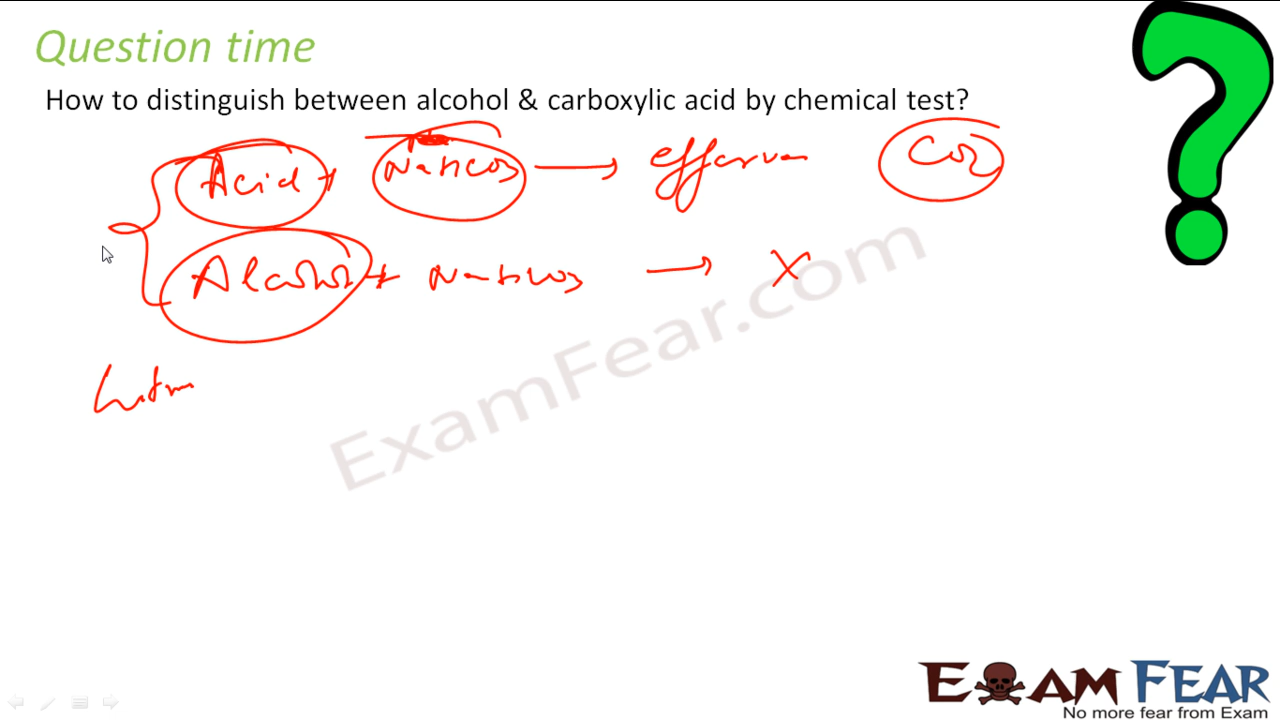 Question time
How to distinguish between alcohol & carboxylic acid by chemical test?
Acid + NaHCO3 → efferves CO2
Alcohol + NaHCO3 → X
ExamFear.com
EXAM FEAR
No more fear from Exam